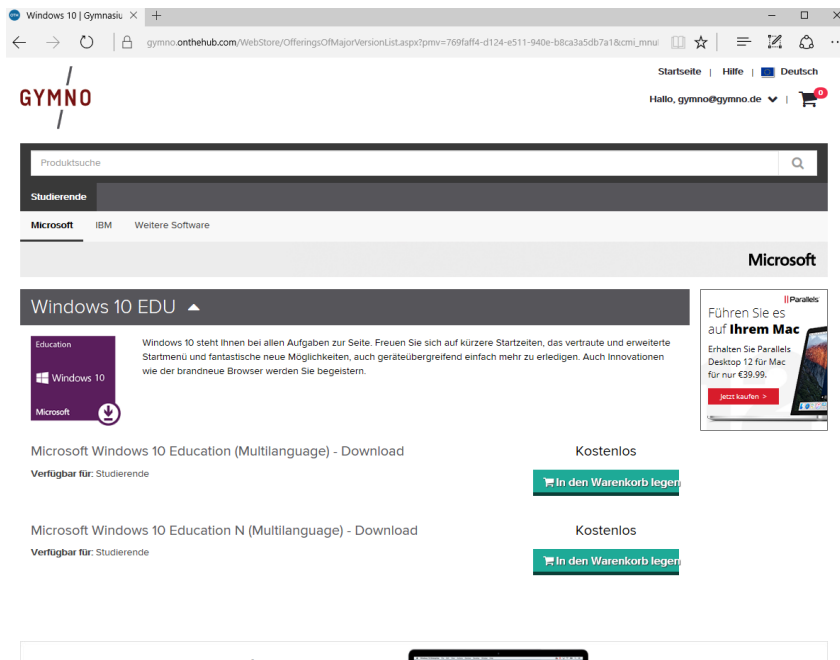 Windows 10 | Gymnasiu
gymno.onthehub.com/WebStore/OfferingsOfMajorVersionList.aspx?pmv=769faff4-d124-e511-940e-b8ca3a5db7a1&cmi_mnu
Startseite | Hilfe | Deutsch
GYMNO
Hallo, gymno@gymno.de | 0
Produktsuche
Studierende
Microsoft IBM Weitere Software
Microsoft
Windows 10 EDU
Education
Windows 10
Microsoft
Windows 10 steht Ihnen bei allen Aufgaben zur Seite. Freuen Sie sich auf kürzere Startzeiten, das vertraute und erweiterte
Startmenü und fantastische neue Möglichkeiten, auch geräteübergreifend einfach mehr zu erledigen. Auch Innovationen
wie der brandneue Browser werden Sie begeistern.
|| Parallels
Führen Sie es
auf Ihrem Mac
Erhalten Sie Parallels
Desktop 12 für Mac
für nur €39.99.
Jetzt kaufen >
Microsoft Windows 10 Education (Multilanguage) - Download
Kostenlos
Verfügbar für: Studierende
In den Warenkorb legen
Microsoft Windows 10 Education N (Multilanguage) - Download
Kostenlos
Verfügbar für: Studierende
In den Warenkorb legen